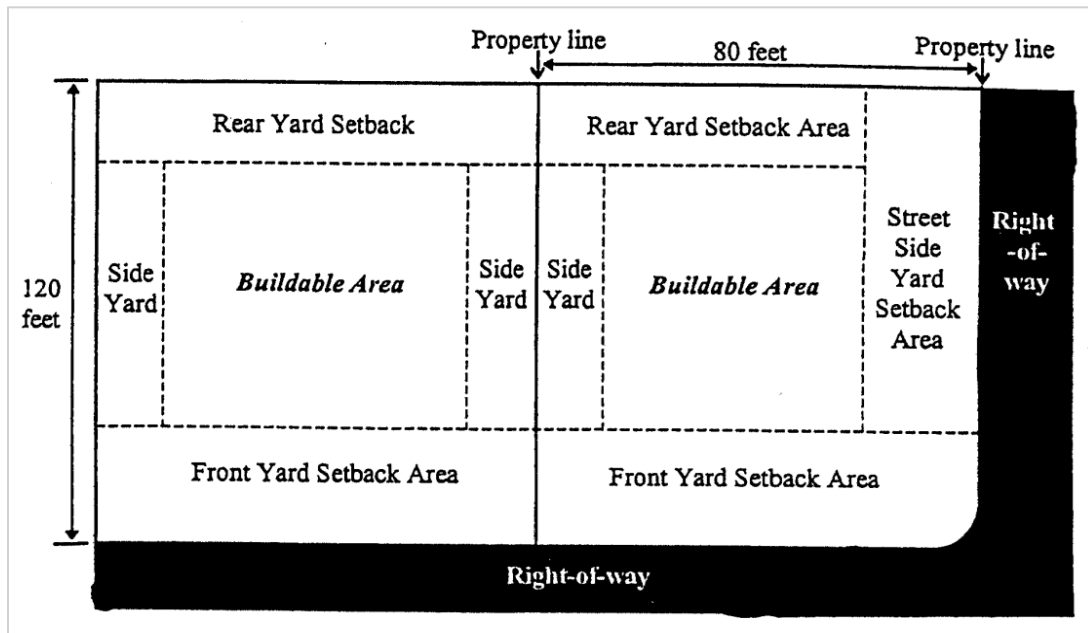 Property line
80 feet
Property line
Rear Yard Setback
Rear Yard Setback Area
120
feet
Side
Yard
Buildable Area
Side
Yard
Side
Yard
Buildable Area
Street
Side
Yard
Setback
Area
Right
-of-
way
Front Yard Setback Area
Front Yard Setback Area
Right-of-way